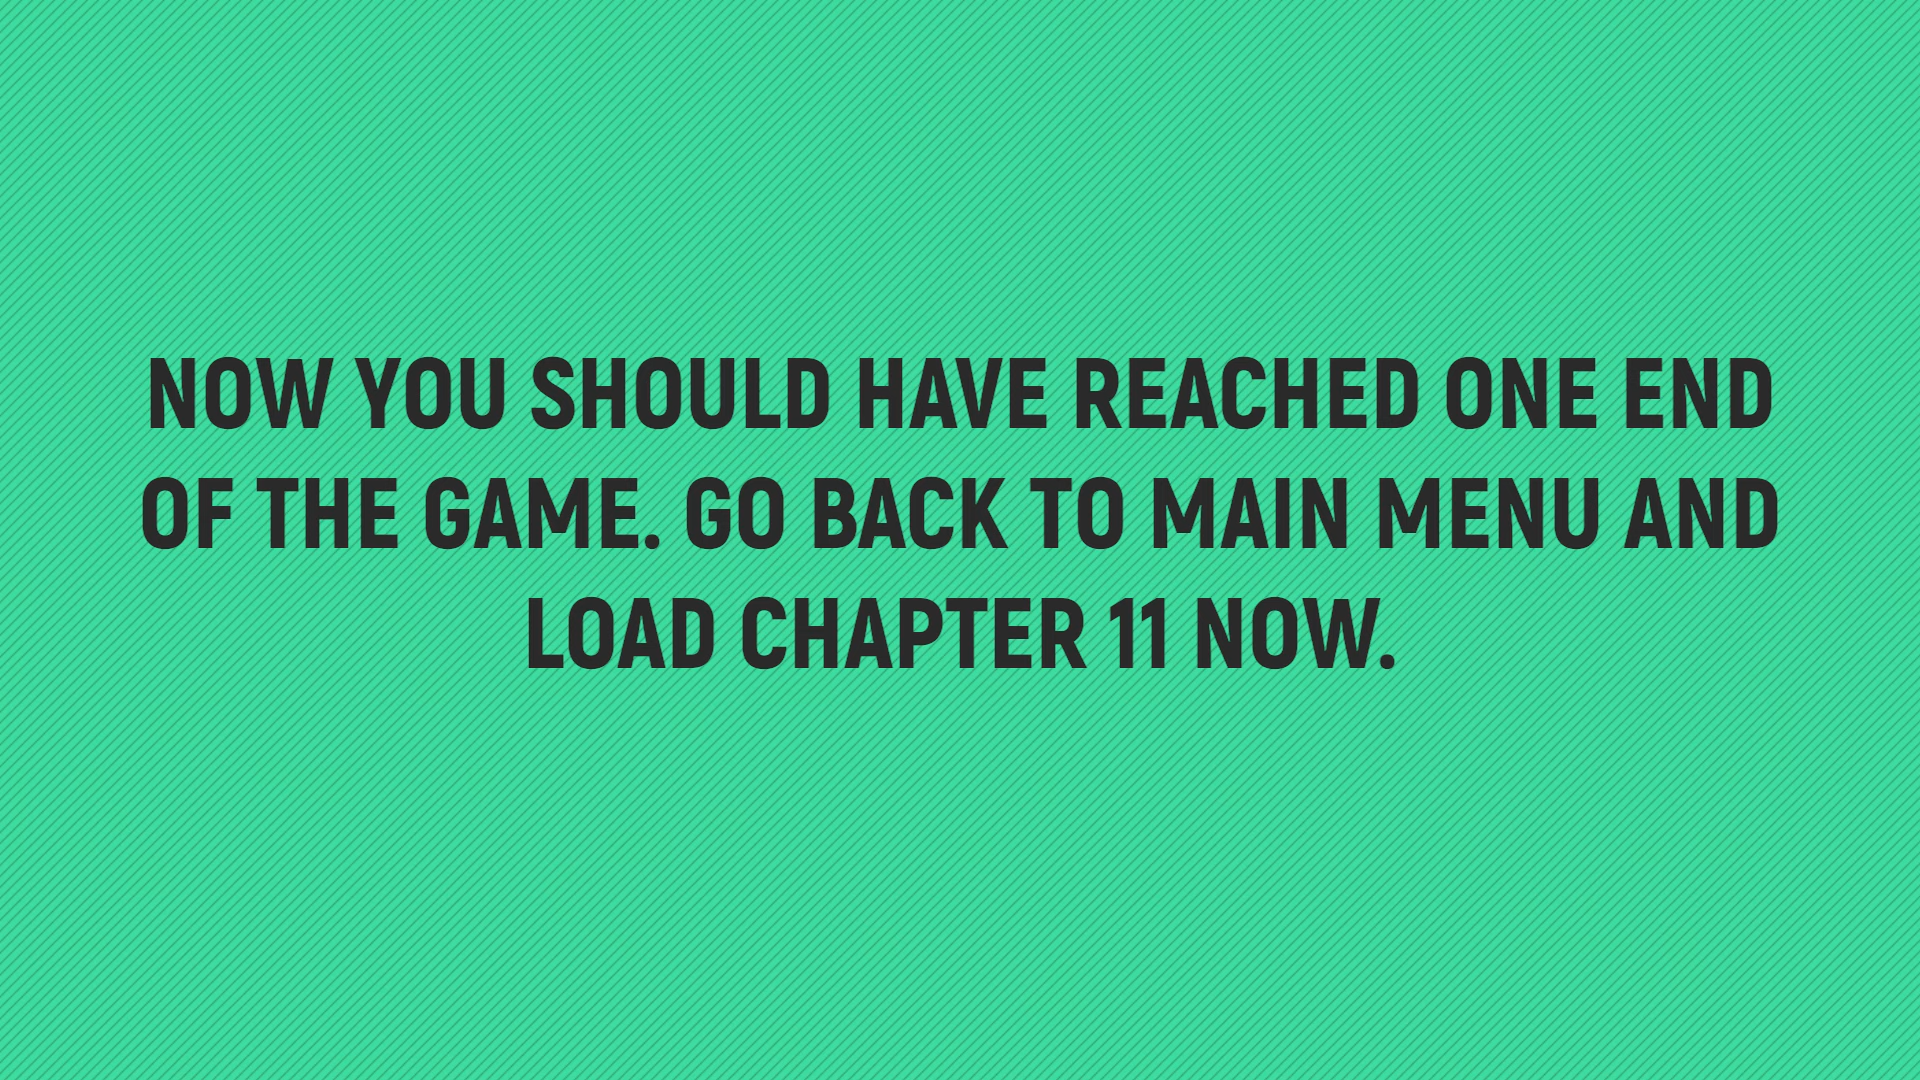 NOW YOU SHOULD HAVE REACHED ONE END
OF THE GAME. GO BACK TO MAIN MENU AND
LOAD CHAPTER 11 NOW.